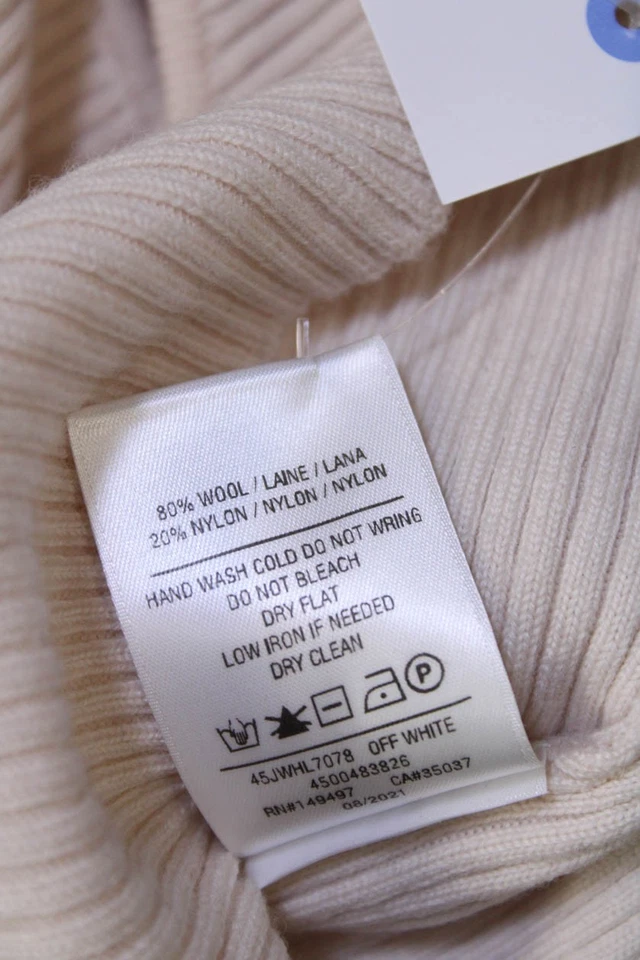 80% WOOL / LAINE / LANA
20% NYLON / NYLON / NYLON
HAND WASH COLD DO NOT WRING
DO NOT BLEACH
DRY FLAT
LOW IRON IF NEEDED
DRY CLEAN
P
45JWHL7078 OFF WHITE
4500483826
RN#149497 CA#35037
08/2021